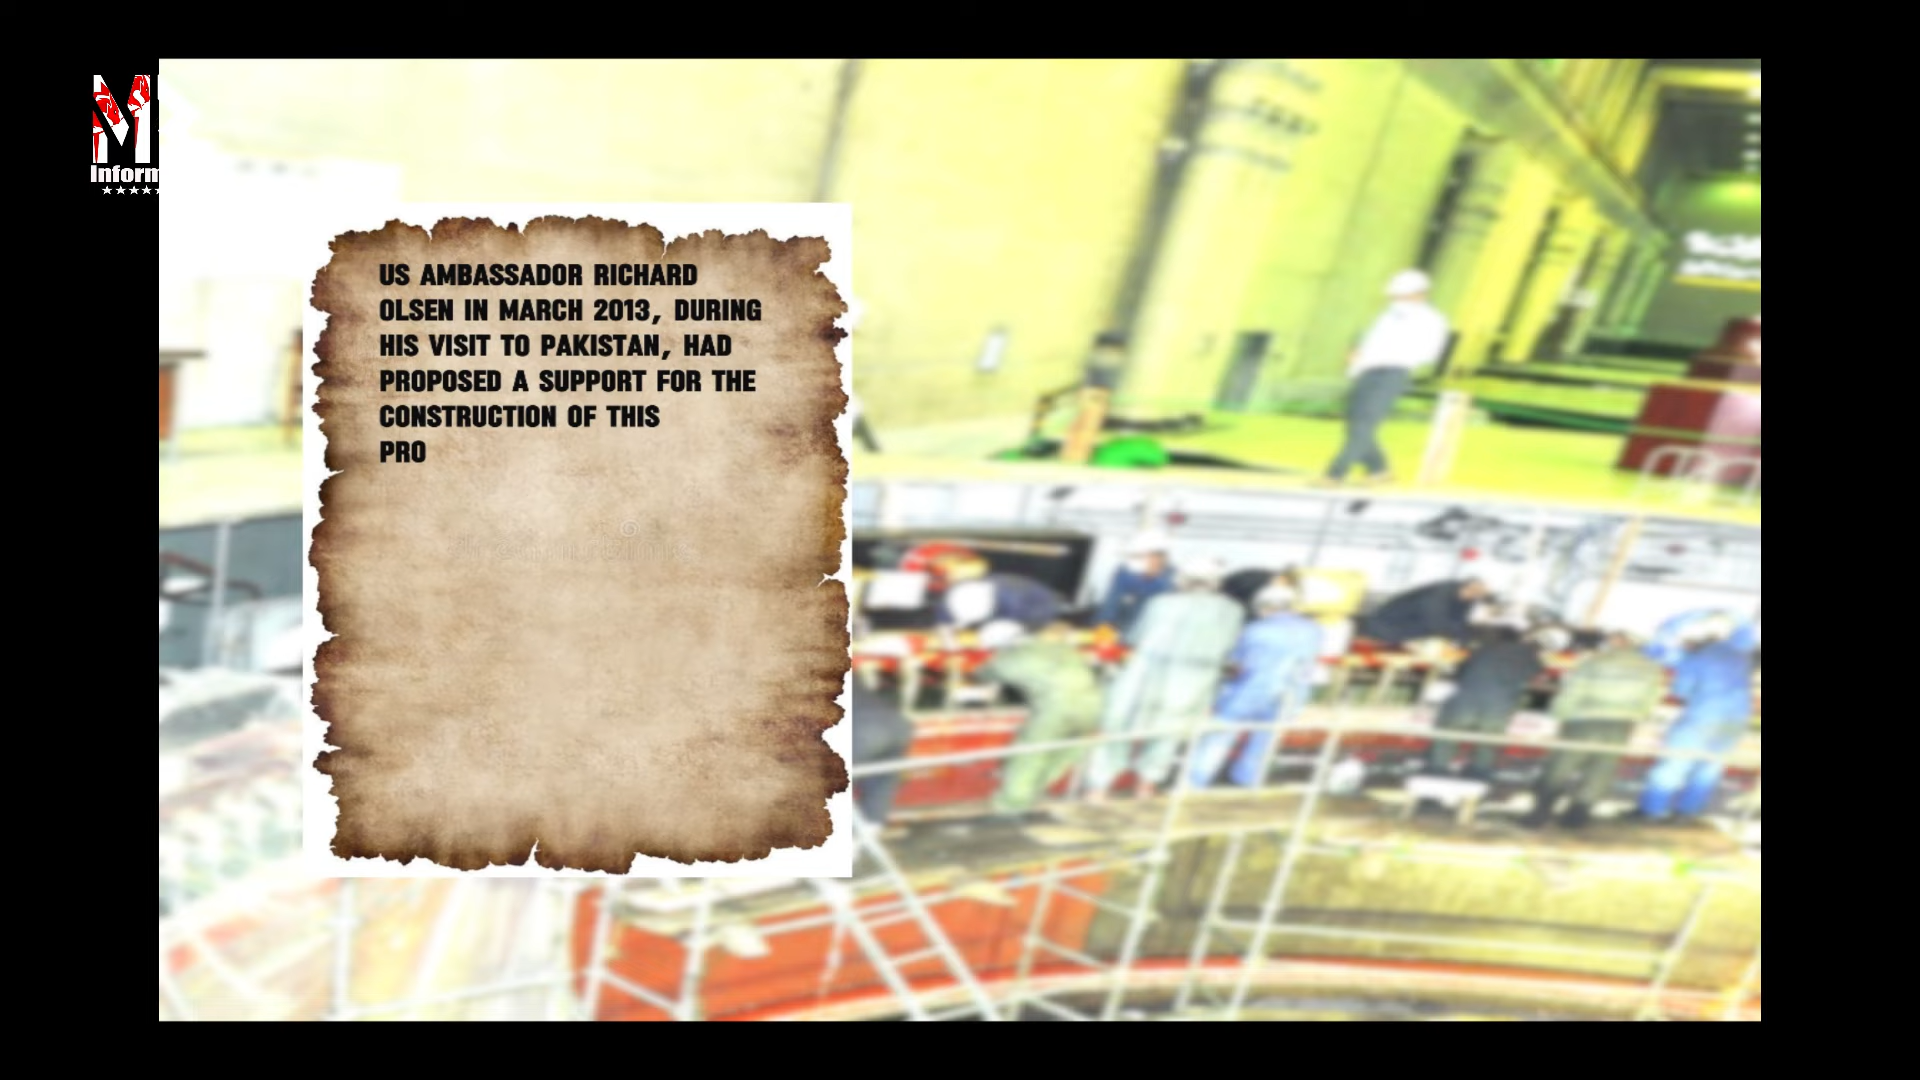 US AMBASSADOR RICHARD
OLSEN IN MARCH 2013, DURING
HIS VISIT TO PAKISTAN, HAD
PROPOSED A SUPPORT FOR THE
CONSTRUCTION OF THIS
PRO
Inform